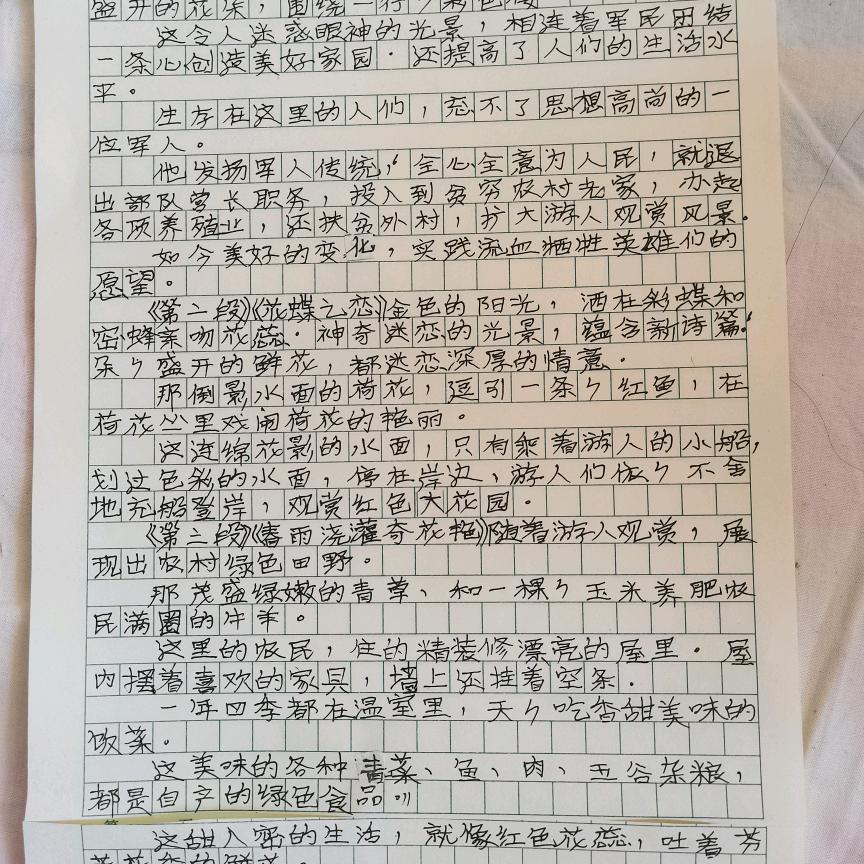 盛开的花朵，围绕一行
这令人迷惑眼神的光景，相连着军民团结
一条心创造美好家园．还提高了人们的生活水
平。
生存在这里的人们，忘不了思想高尚的一
位军人。
他发扬军人传统，全心全意为人民，就退
出部队营长职务，投入到贫穷农村老家，办起
各项养殖业，还扶贫外村，扩大游人观赏风景。
如今美好的变化，实践流血牺牲英雄们的
愿望。
《第二段》《花蝶之恋》金色的阳光，洒在彩蝶和
密蜂亲吻花蕊．神奇迷恋的光景，蕴含新诗篇．
朵々盛开的鲜花，都迷恋深厚的情意．
那倒影水面的荷花，逗引一条々红鱼，在
荷花丛里戏闹荷花的艳丽。
这连绵花影的水面，只有乘着游人的小船，
划过色彩的水面，停在岸边，游人们依々不舍
地充船登岸，观赏红色大花园．
《第三段》《春雨浇灌奇花艳》随着游人观赏，展
现出农村绿色田野。
那茂盛绿嫩的青草、和一棵々玉米养肥农
民满圈的牛羊。
这里的农民，住的精装修漂亮的屋里．屋
内摆着喜欢的家具，墙上还挂着空条．
一年四季都在温室里，天々吃香甜美味的
饭菜．
这美味的各种青菜、鱼、肉、五谷杂粮，
都是自产的绿色食品…
这甜入密的生活，就像红色花蕊，吐着芬